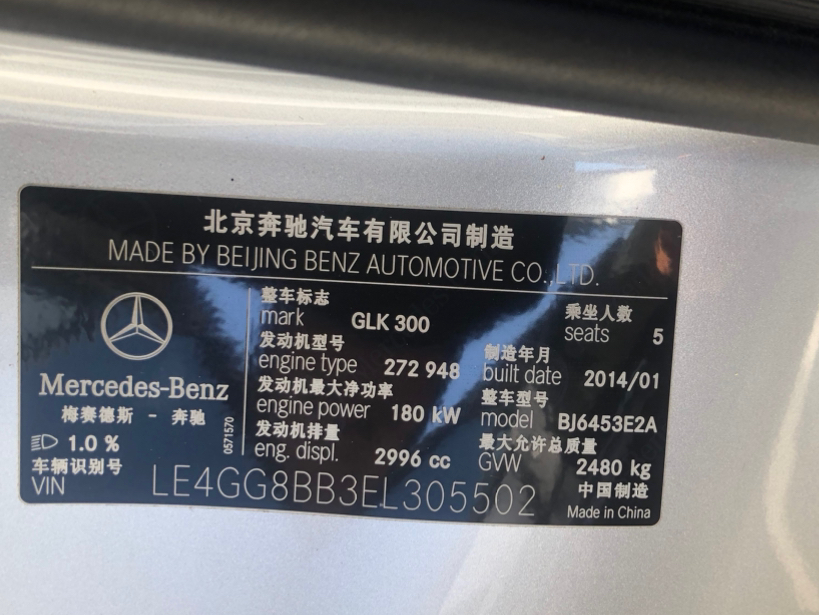 北京奔驰汽车有限公司制造
MADE BY BEIJING BENZ AUTOMOTIVE CO.,LTD.
Mercedes-Benz
梅赛德斯 - 奔驰
1.0 %
0571570
整车标志
mark GLK 300
乘坐人数
seats 5
发动机型号
engine type 272 948
制造年月
built date 2014/01
发动机最大净功率
engine power 180 kW
整车型号
model BJ6453E2A
发动机排量
eng. displ. 2996 cc
最大允许总质量
GVW 2480 kg
车辆识别号
VIN LE4GG8BB3EL305502
中国制造
Made in China